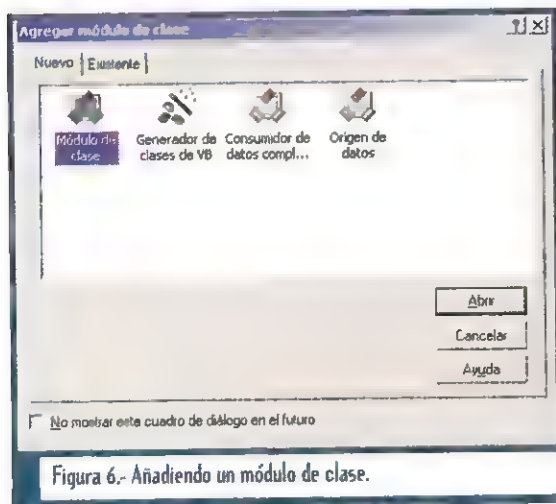 Agregar módulo de clase
Nuevo Existente
Módulo de clase
Generador de clases de VB
Consumidor de datos compl...
Origen de datos
Abrir
Cancelar
Ayuda
No mostrar este cuadro de diálogo en el futuro
Figura 6.- Añadiendo un módulo de clase.